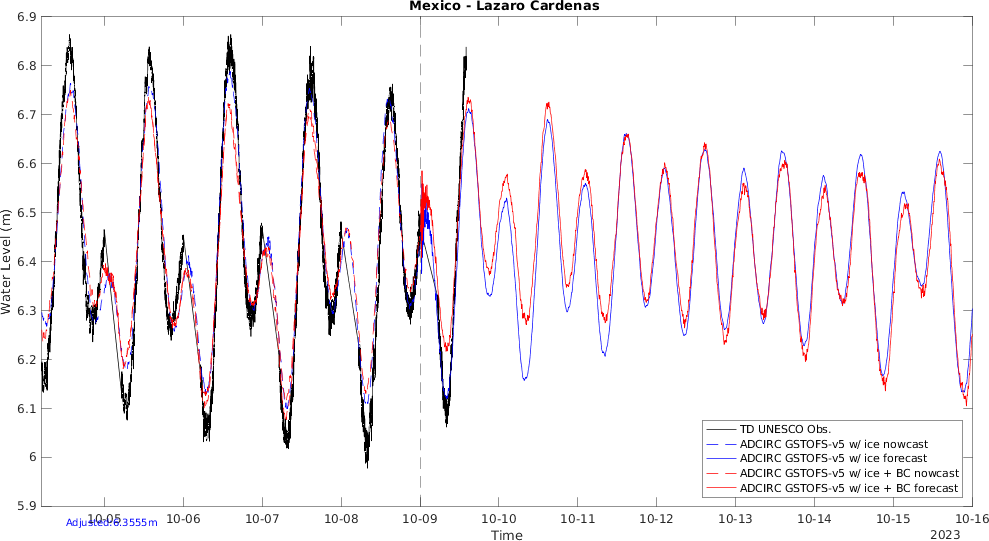 Mexico - Lazaro Cardenas
6.9
6.8
6.7
6.6
6.5
6.4
6.3
6.2
6.1
6
5.9
Water Level (m)
TD UNESCO Obs.
ADCIRC GSTOFS-v5 w/ ice nowcast
ADCIRC GSTOFS-v5 w/ ice forecast
ADCIRC GSTOFS-v5 w/ ice + BC nowcast
ADCIRC GSTOFS-v5 w/ ice + BC forecast
10-05 10-06 10-07 10-08 10-09 10-10 10-11 10-12 10-13 10-14 10-15 10-16
Adjusted:6.3555m
Time
2023